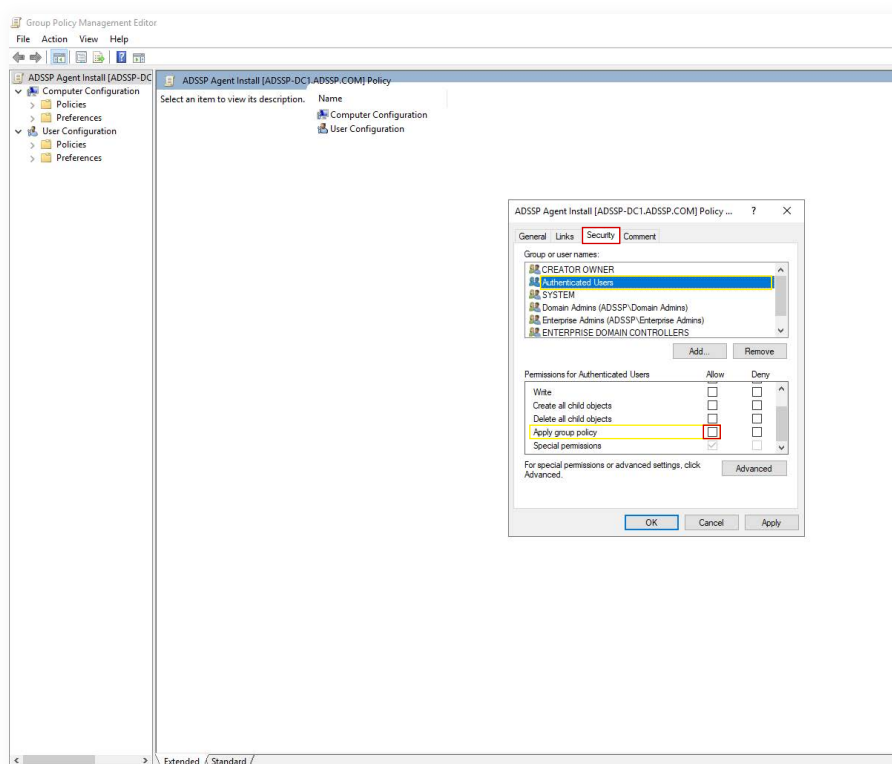 Group Policy Management Editor
File Action View Help
ADSSP Agent Install [ADSSP-DC
Computer Configuration
Policies
Preferences
User Configuration
Policies
Preferences
ADSSP Agent Install [ADSSP-DC1.ADSSP.COM] Policy
Select an item to view its description.
Name
Computer Configuration
User Configuration
ADSSP Agent Install [ADSSP-DC1.ADSSP.COM] Policy ... ? ×
General Links Security Comment
Group or user names:
CREATOR OWNER
Authenticated Users
SYSTEM
Domain Admins (ADSSP\Domain Admins)
Enterprise Admins (ADSSP\Enterprise Admins)
ENTERPRISE DOMAIN CONTROLLERS
Add... Remove
Permissions for Authenticated Users Allow Deny
Write
Create all child objects
Delete all child objects
Apply group policy
Special permissions
For special permissions or advanced settings, click
Advanced.
Advanced
OK Cancel Apply
Extended Standard